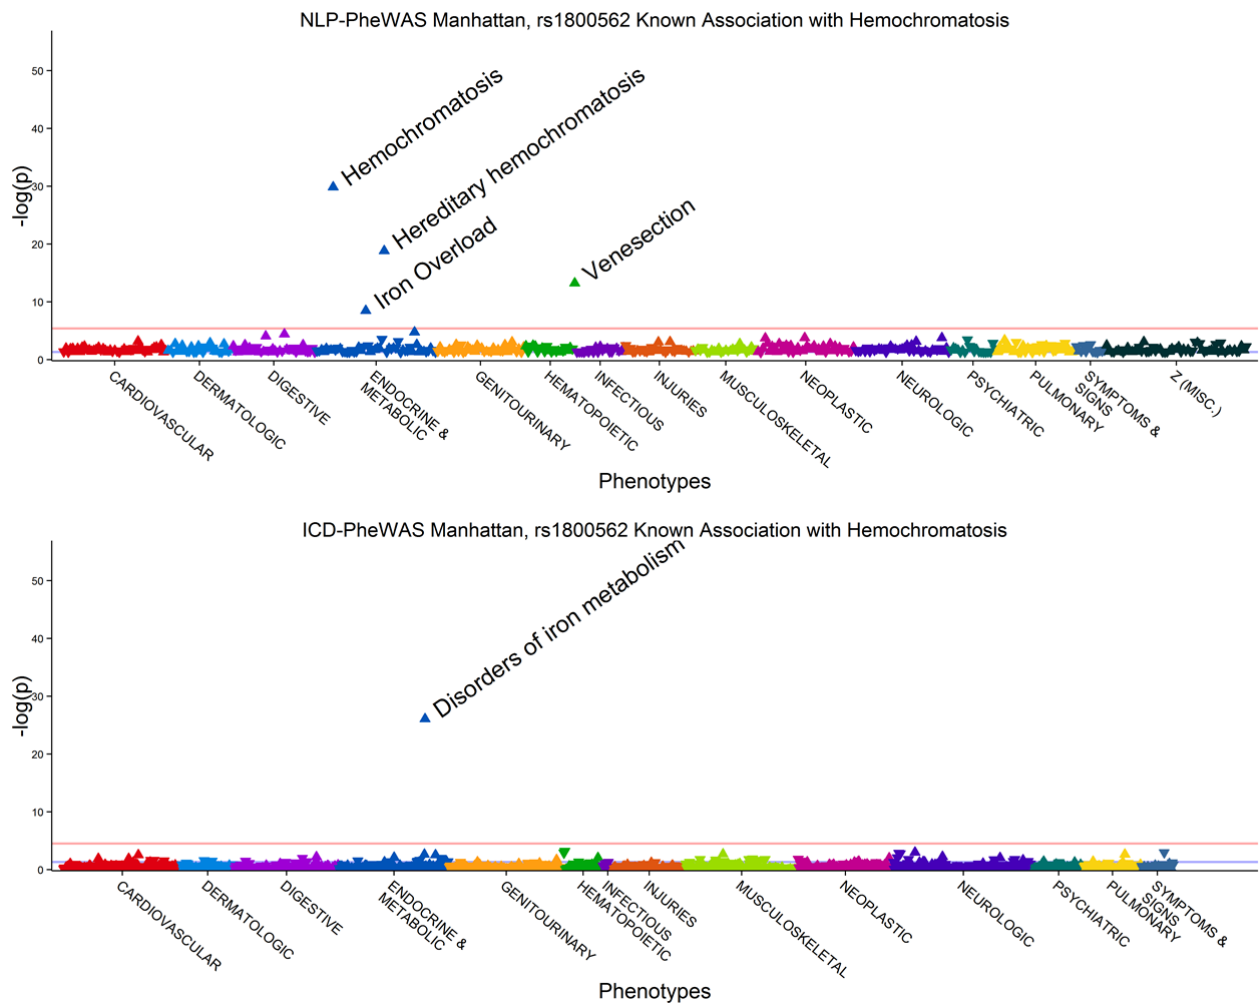 NLP-PheWAS Manhattan, rs1800562 Known Association with Hemochromatosis
50
40
30
20
10
0
-log(p)
Hemochromatosis
Hereditary hemochromatosis
Iron Overload
Venesection
CARDIOVASCULAR
DERMATOLOGIC
DIGESTIVE
ENDOCRINE &
METABOLIC
GENITOURINARY
HEMATOPOIETIC
INFECTIOUS
INJURIES
MUSCULOSKELETAL
NEOPLASTIC
NEUROLOGIC
PSYCHIATRIC
PULMONARY
SYMPTOMS &
SIGNS
Z (MISC.)
Phenotypes
ICD-PheWAS Manhattan, rs1800562 Known Association with Hemochromatosis
50
40
30
20
10
0
-log(p)
Disorders of iron metabolism
CARDIOVASCULAR
DERMATOLOGIC
DIGESTIVE
ENDOCRINE &
METABOLIC
GENITOURINARY
HEMATOPOIETIC
INFECTIOUS
INJURIES
MUSCULOSKELETAL
NEOPLASTIC
NEUROLOGIC
PSYCHIATRIC
PULMONARY
SYMPTOMS &
SIGNS
Phenotypes